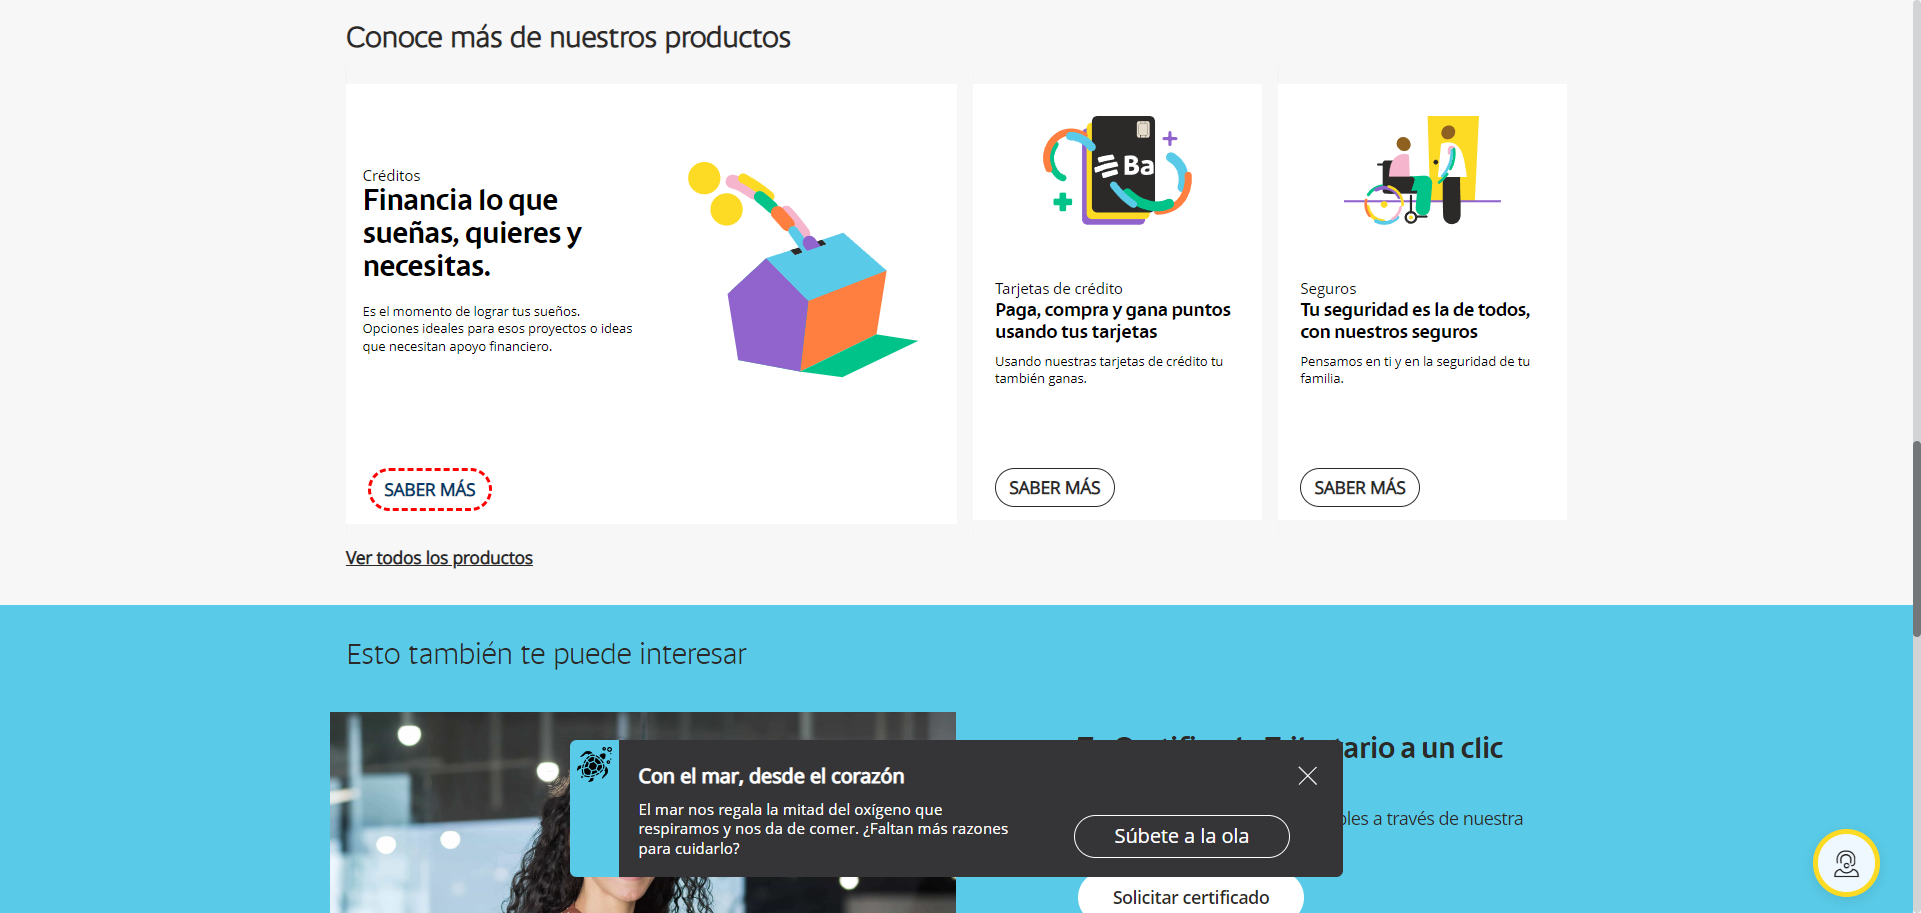 Conoce más de nuestros productos
Créditos
Financia lo que
sueñas, quieres y
necesitas.
Es el momento de lograr tus sueños.
Opciones ideales para esos proyectos o ideas
que necesitan apoyo financiero.
SABER MÁS
Ba
Tarjetas de crédito
Paga, compra y gana puntos
usando tus tarjetas
Usando nuestras tarjetas de crédito tu
también ganas.
SABER MÁS
Seguros
Tu seguridad es la de todos,
con nuestros seguros
Pensamos en ti y en la seguridad de tu
familia.
SABER MÁS
Ver todos los productos
Esto también te puede interesar
a un clic
a través de nuestra
Solicitar certificado
Con el mar, desde el corazón
El mar nos regala la mitad del oxígeno que
respiramos y nos da de comer. ¿Faltan más razones
para cuidarlo?
Súbete a la ola